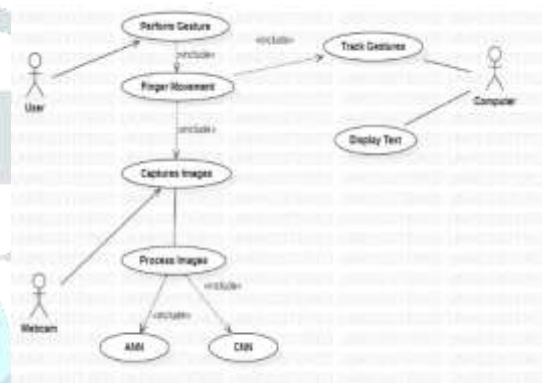 Perform Gesture
«include»
«include»
Track Gestures
Finger Movement
User
Computer
«include»
Display Text
Captures Images
Process Images
«include»
Webcam
«include»
ANN
CNN